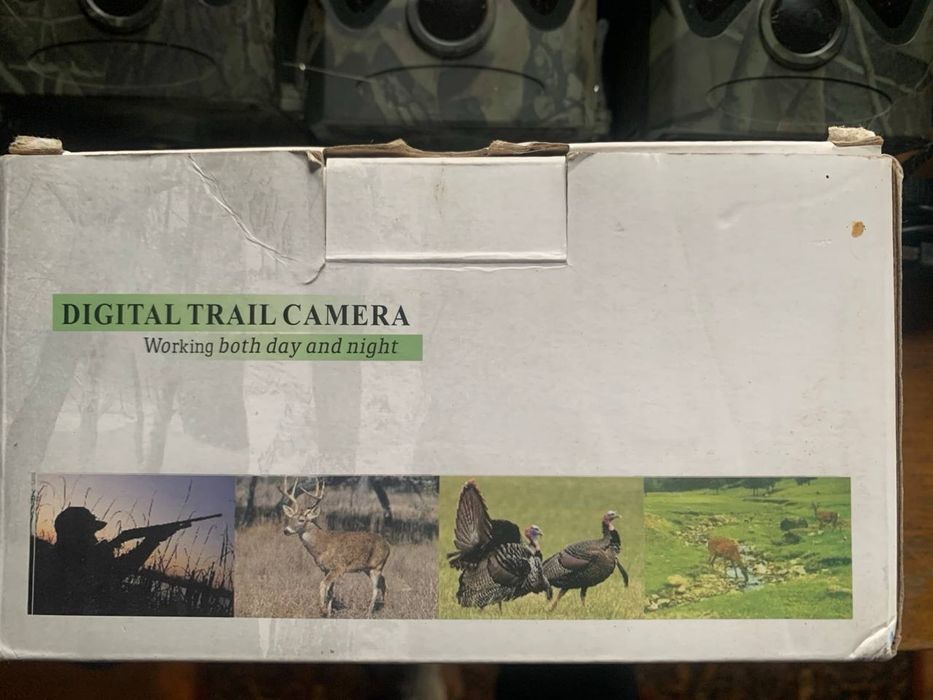 DIGITAL TRAIL CAMERA
Working both day and night